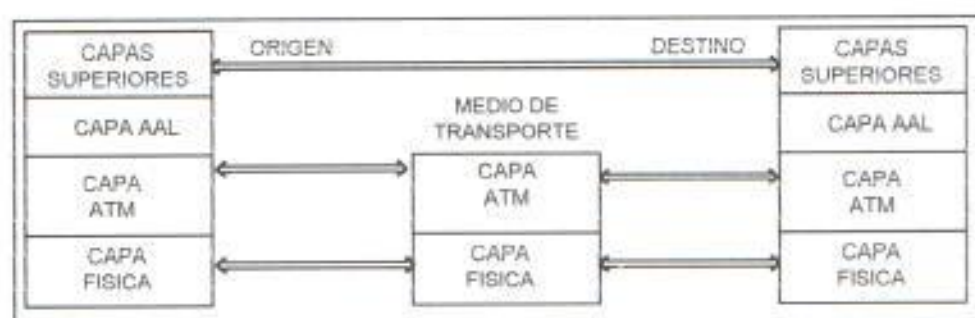 CAPAS
SUPERIORES
ORIGEN
DESTINO
CAPAS
SUPERIORES
CAPA AAL
MEDIO DE
TRANSPORTE
CAPA AAL
CAPA
ATM
CAPA
ATM
CAPA
ATM
CAPA
FISICA
CAPA
FISICA
CAPA
FISICA